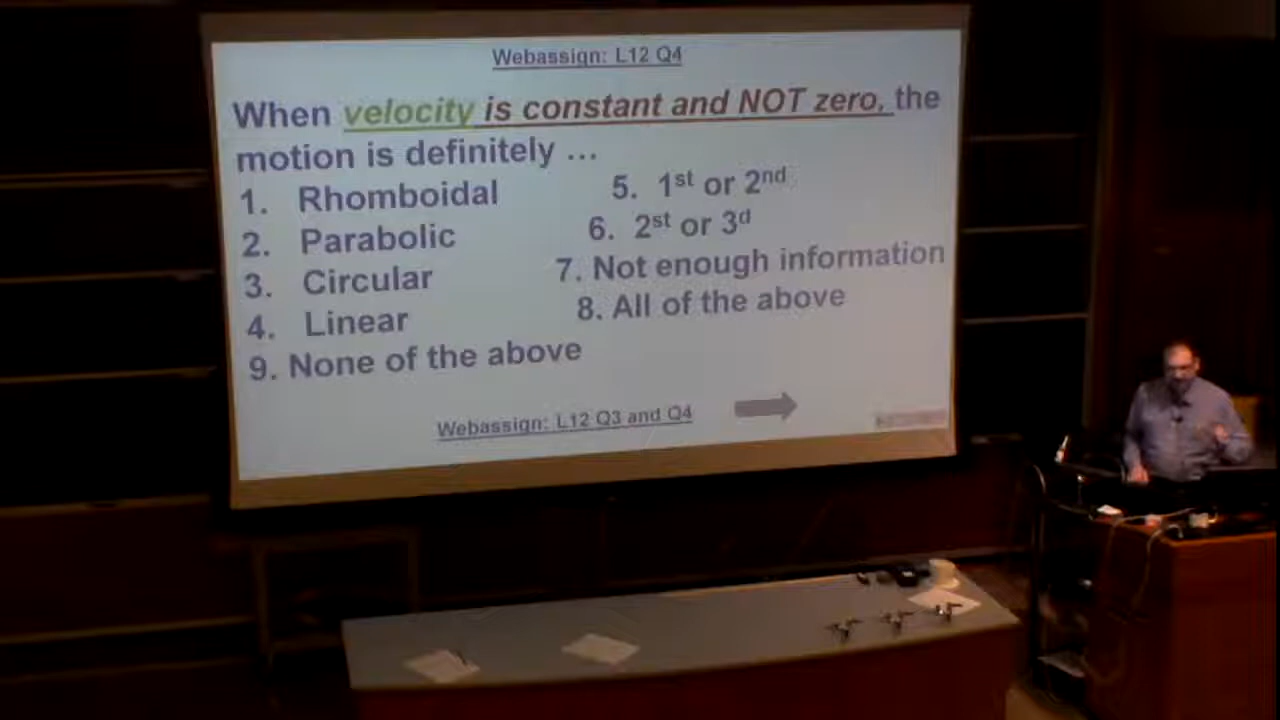 Webassign: L12 Q4
When velocity is constant and NOT zero, the
motion is definitely …
1. Rhomboidal
2. Parabolic
3. Circular
4. Linear
9. None of the above
5. 1st or 2nd
6. 2st or 3d
7. Not enough information
8. All of the above
Webassign: L12 Q3 and Q4